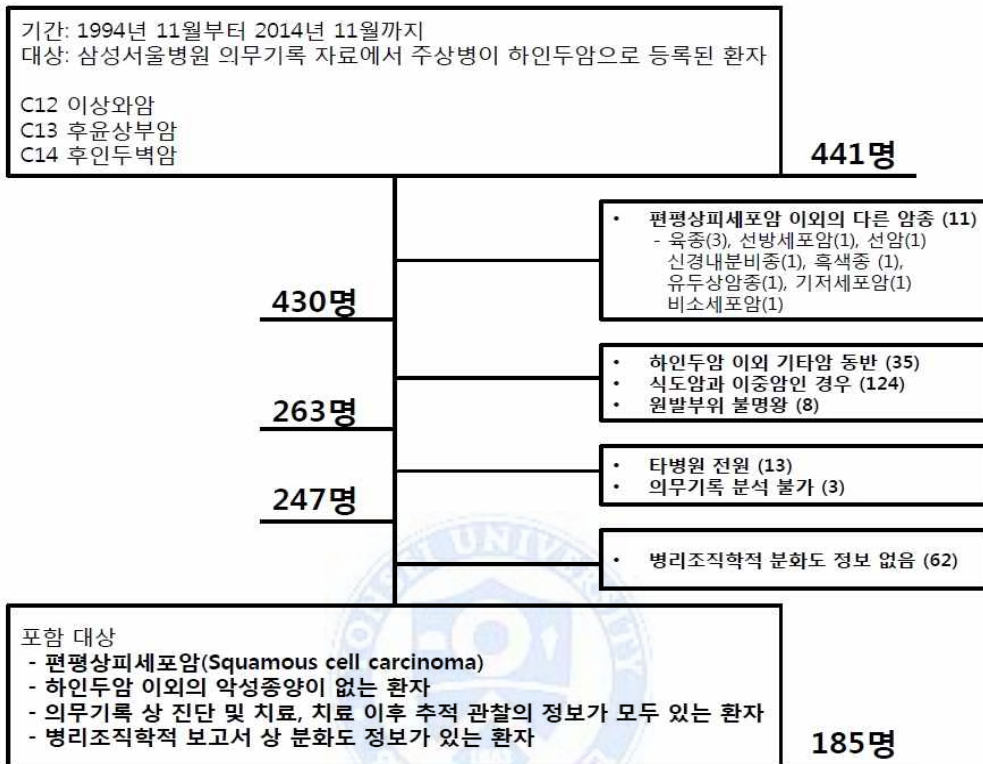 기간: 1994년 11월부터 2014년 11월까지
대상: 삼성서울병원 의무기록 자료에서 주상병이 하인두암으로 등록된 환자
C12 이상와암
C13 후윤상부암
C14 후인두벽암
441명
• 편평상피세포암 이외의 다른 암종 (11)
- 육종(3), 선방세포암(1), 선암(1)
신경내분비종(1), 흑색종 (1),
유두상암종(1), 기저세포암(1)
비소세포암(1)
430명
• 하인두암 이외 기타암 동반 (35)
• 식도암과 이중암인 경우 (124)
• 원발부위 불명왕 (8)
263명
• 타병원 전원 (13)
• 의무기록 분석 불가 (3)
247명
• 병리조직학적 분화도 정보 없음 (62)
포함 대상
- 편평상피세포암(Squamous cell carcinoma)
- 하인두암 이외의 악성종양이 없는 환자
- 의무기록 상 진단 및 치료, 치료 이후 추적 관찰의 정보가 모두 있는 환자
- 병리조직학적 보고서 상 분화도 정보가 있는 환자
185명
UNIVERSITY